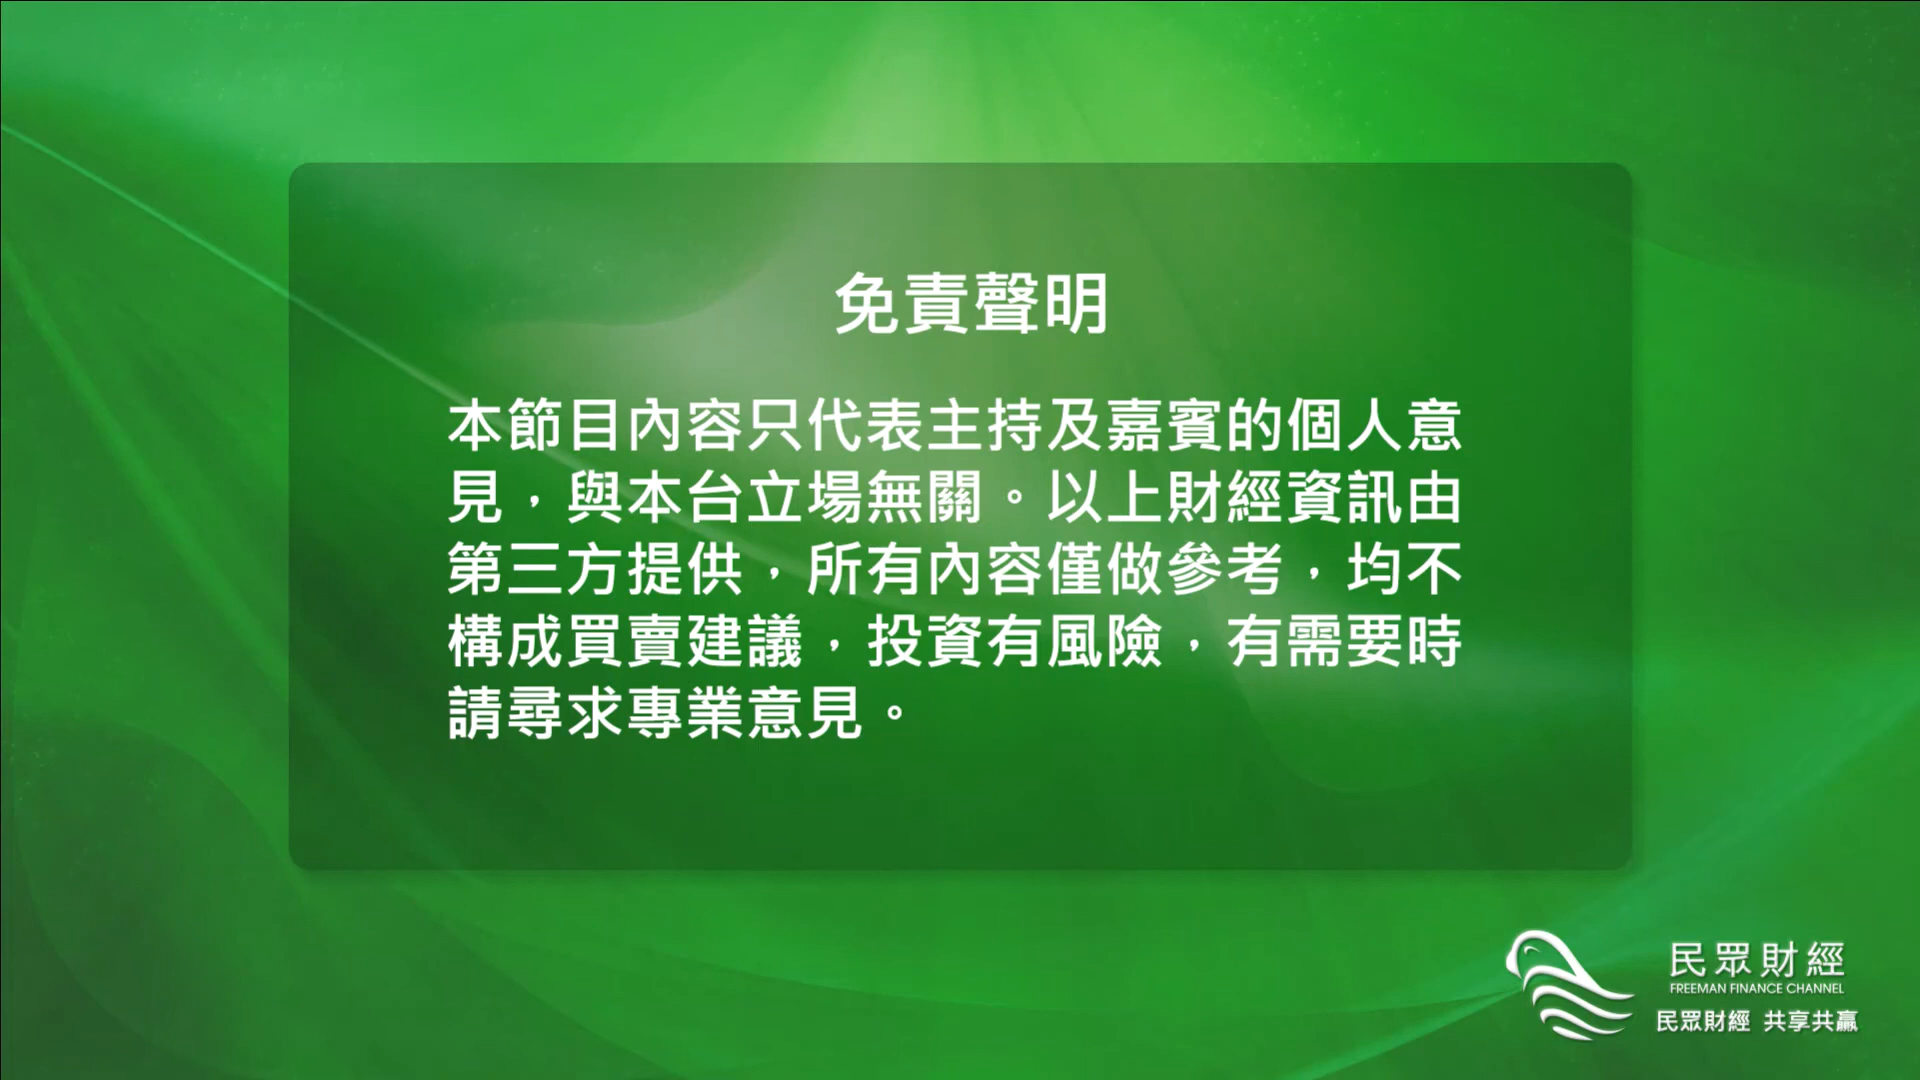 免責聲明
本節目內容只代表主持及嘉賓的個人意
見，與本台立場無關。以上財經資訊由
第三方提供，所有內容僅做參考，均不
構成買賣建議，投資有風險，有需要時
請尋求專業意見。
民眾財經
FREEMAN FINANCE CHANNEL
民眾財經 共享共贏